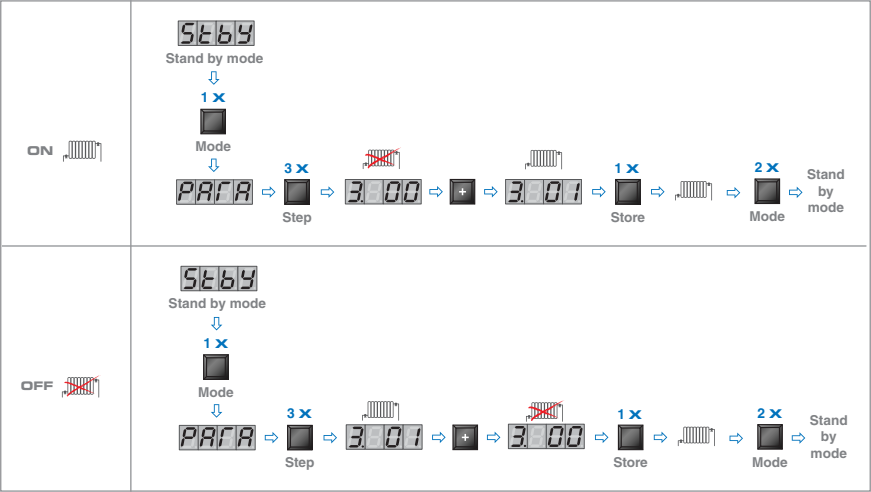 Stby
Stand by mode
1 X
Mode
ON
PARA
3 X
Step
3. 00
+
3. 01
1 X
Store
2 X
Mode
Stand
by
mode
Stby
Stand by mode
1 X
Mode
OFF
PARA
3 X
Step
3. 01
+
3. 00
1 X
Store
2 X
Mode
Stand
by
mode